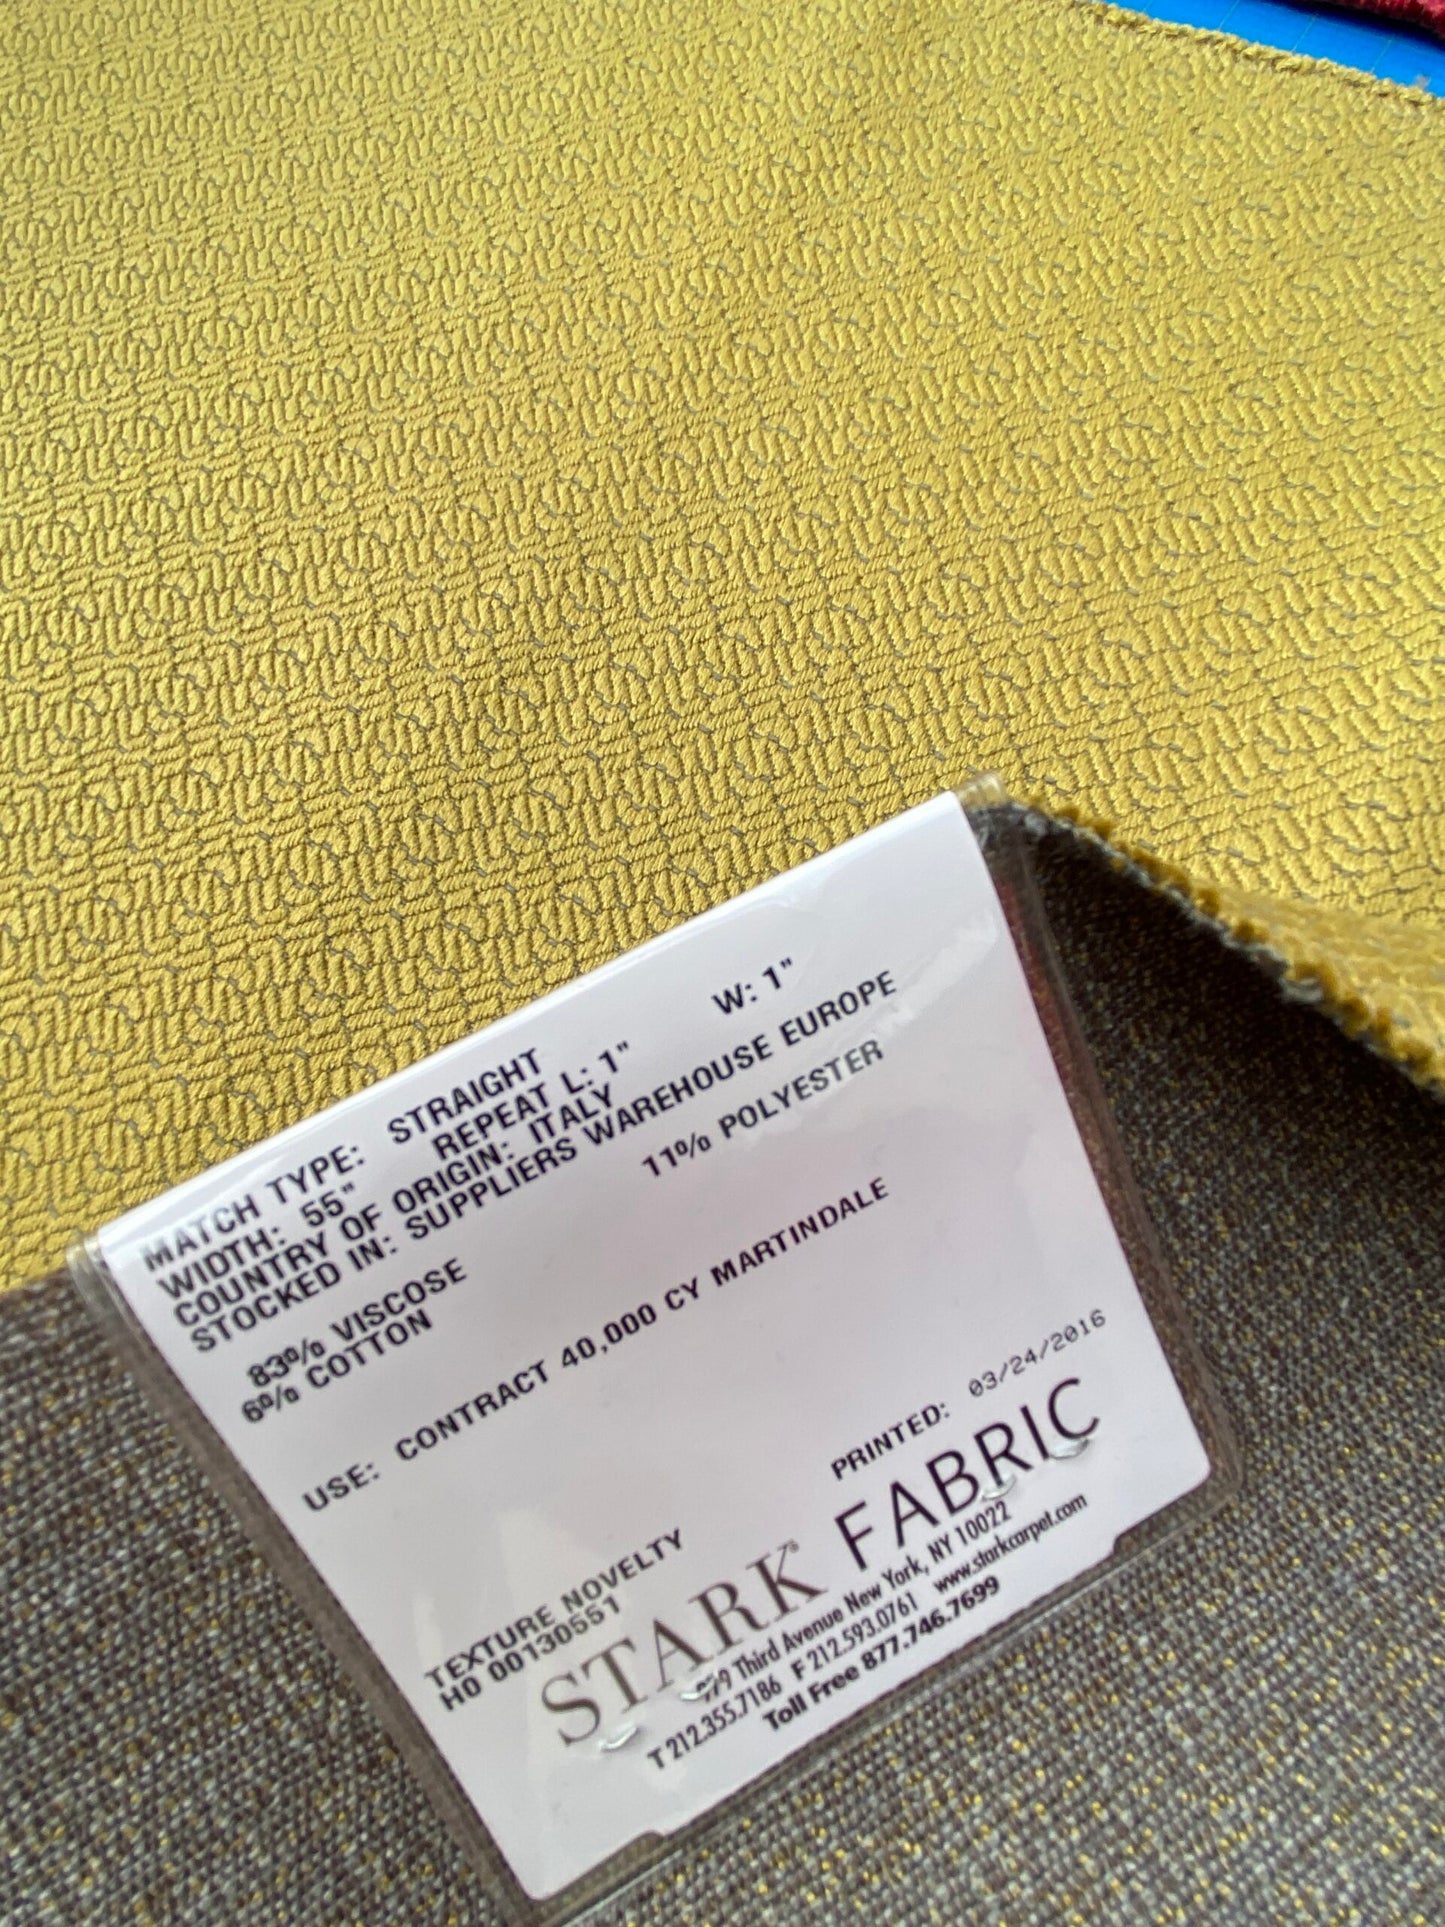 MATCH TYPE: STRAIGHT
WIDTH: 55" REPEAT L: 1" W: 1"
COUNTRY OF ORIGIN: ITALY
STOCKED IN: SUPPLIERS WAREHOUSE EUROPE
83% VISCOSE 11% POLYESTER
6% COTTON
USE: CONTRACT 40,000 CY MARTINDALE
PRINTED: 03/24/2016
TEXTURE NOVELTY
H0 00130551
STARK® FABRIC
Third Avenue New York, NY 10022
T 212.355.7186 F 212.593.0761 www.starkcarpet.com
Toll Free 877.746.7699